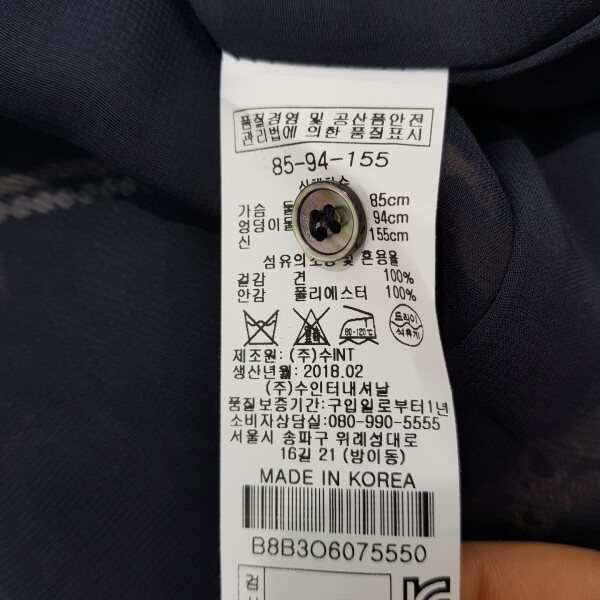 품질경영 및 공산품안전
관리법에 의한 품질표시
85-94-155
가슴 85cm
엉덩이둘 94cm
신 155cm
섬유의 및 혼용율
겉감 견 100%
안감 폴리에스터 100%
80-120℃ 드라이
석유계
제조원: (주)수INT
생산년월: 2018.02
(주)수인터내셔날
품질보증기간: 구입일로부터1년
소비자상담:080-990-5555
서울시 송파구 위례성대로
16길 21 (방이동)
MADE IN KOREA
B8B3O6075550
검